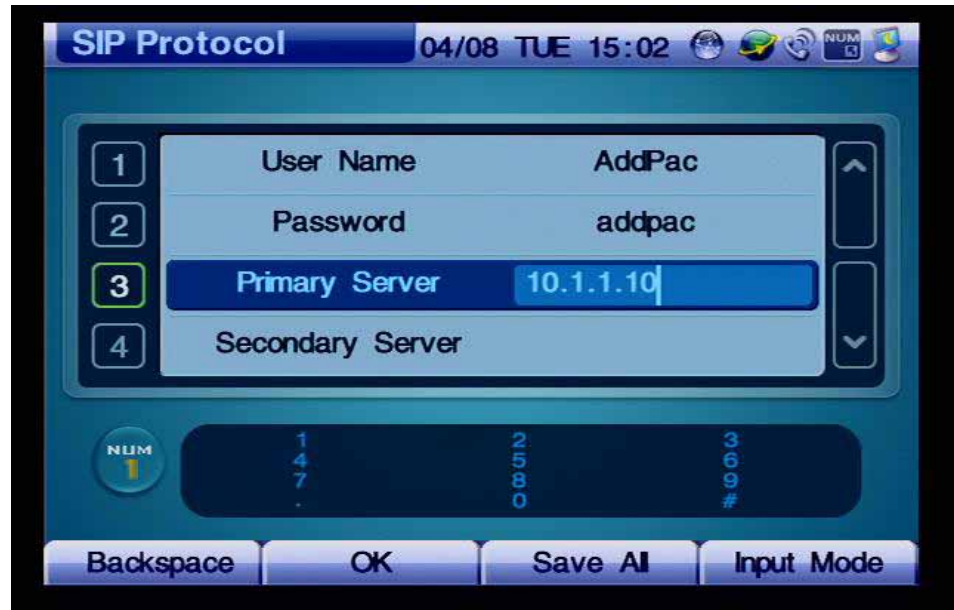 SIP Protocol 04/08 TUE 15:02 NUM
1 User Name AddPac
2 Password addpac
3 Primary Server 10.1.1.10
4 Secondary Server
NUM
1
1 2 3
4 5 6
7 8 9
. 0 #
Backspace OK Save All Input Mode